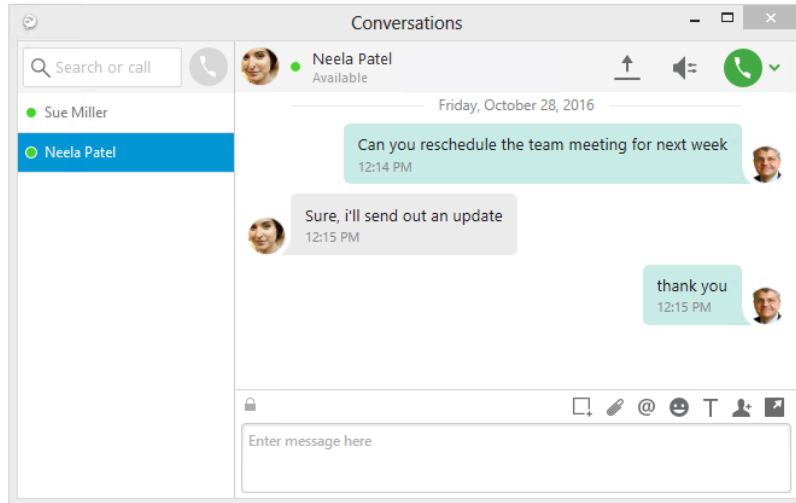 Conversations
Search or call
Sue Miller
Neela Patel
Neela Patel
Available
Friday, October 28, 2016
Can you reschedule the team meeting for next week
12:14 PM
Sure, i'll send out an update
12:15 PM
thank you
12:15 PM
@
T
Enter message here